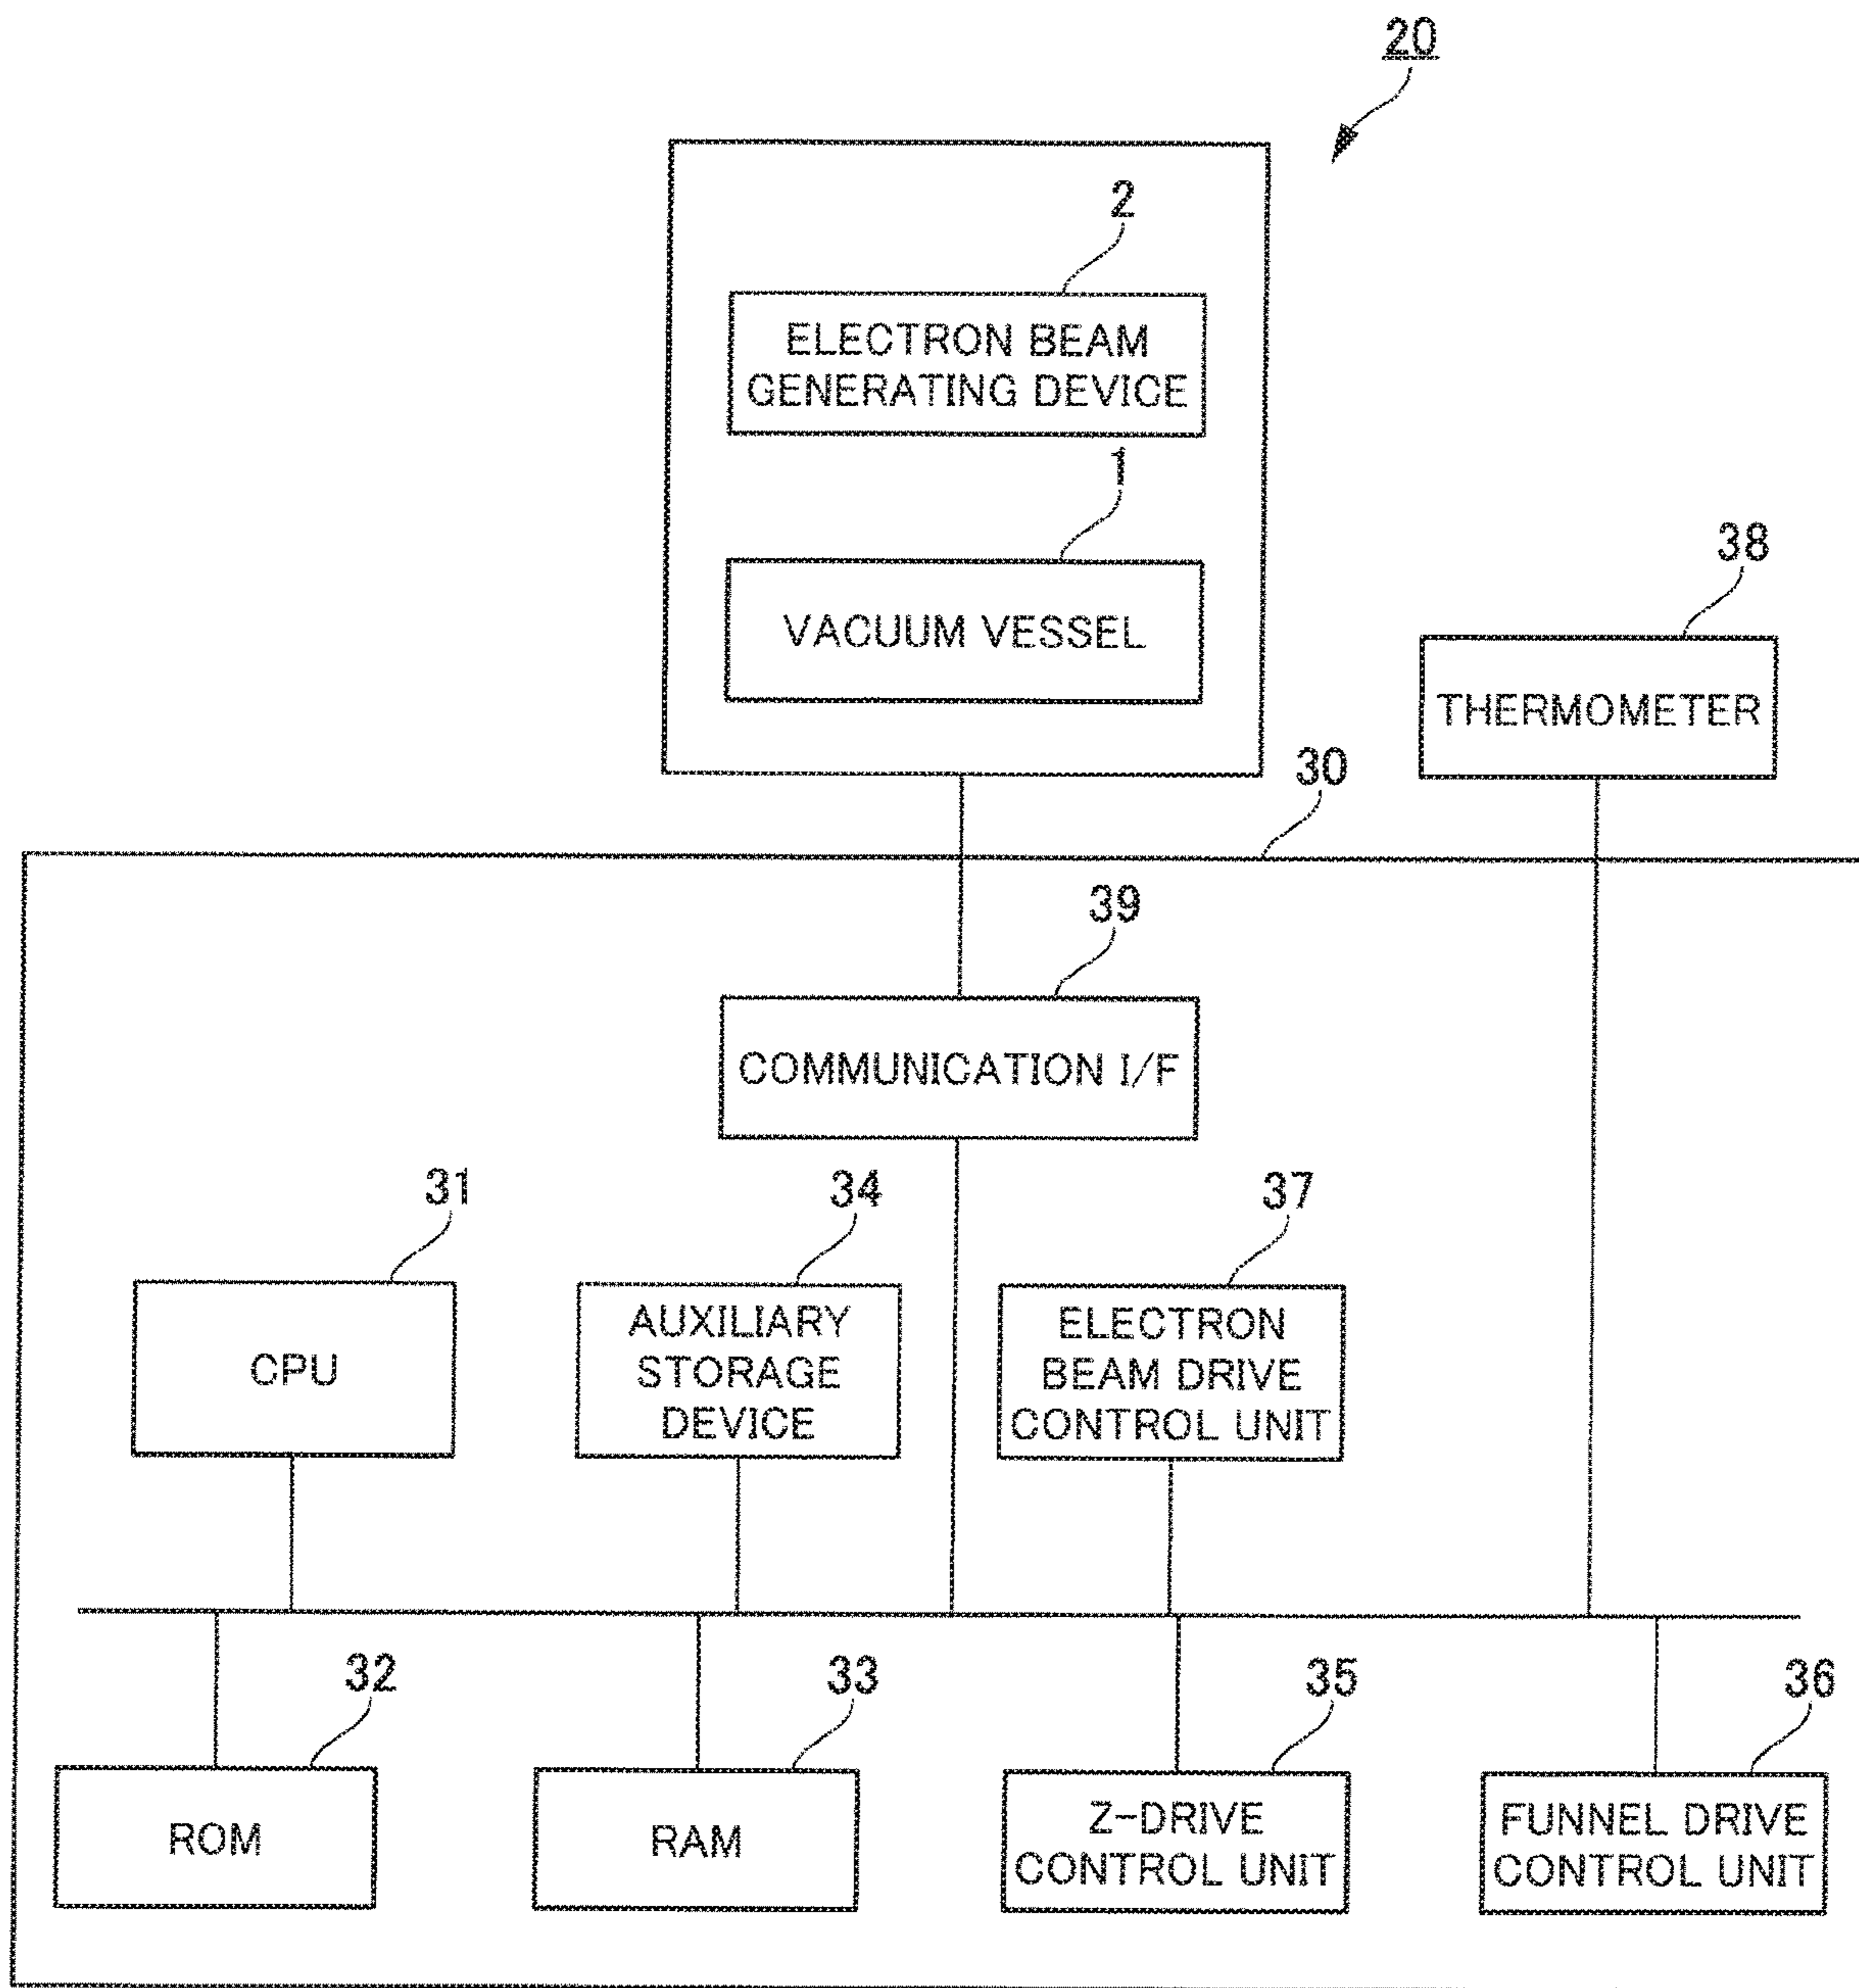 20
2
ELECTRON BEAM
GENERATING DEVICE
1
VACUUM VESSEL
38
THERMOMETER
30
39
COMMUNICATION I/F
31
34
37
CPU
AUXILIARY
STORAGE
DEVICE
ELECTRON
BEAM DRIVE
CONTROL UNIT
32
33
35
36
ROM
RAM
Z-DRIVE
CONTROL UNIT
FUNNEL DRIVE
CONTROL UNIT